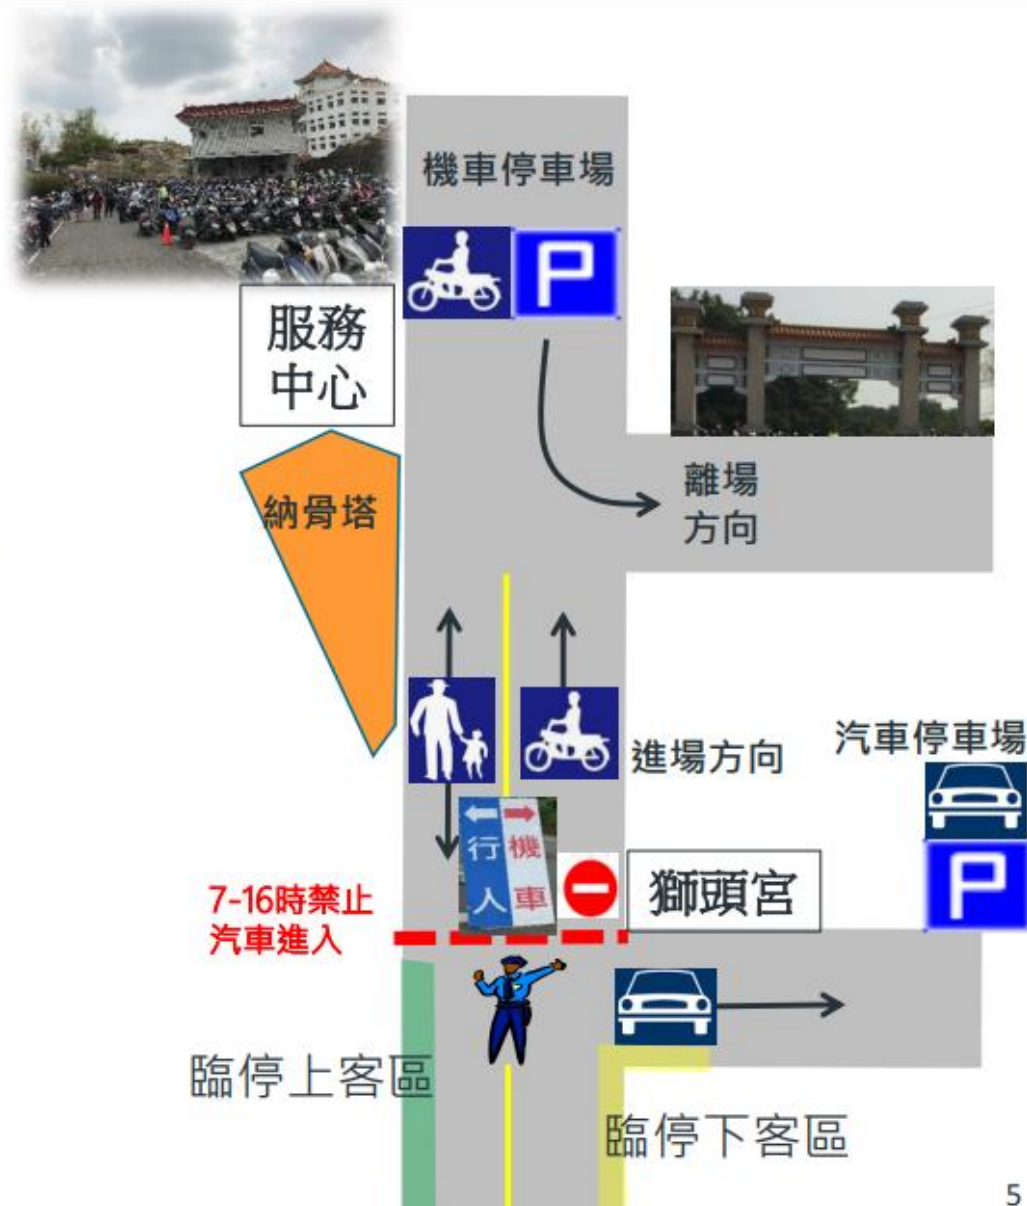 機車停車場
P
服務
中心
離場
方向
納骨塔
進場方向
汽車停車場
P
行人
機車
獅頭宮
7-16時禁止
汽車進入
臨停上客區
臨停下客區
5